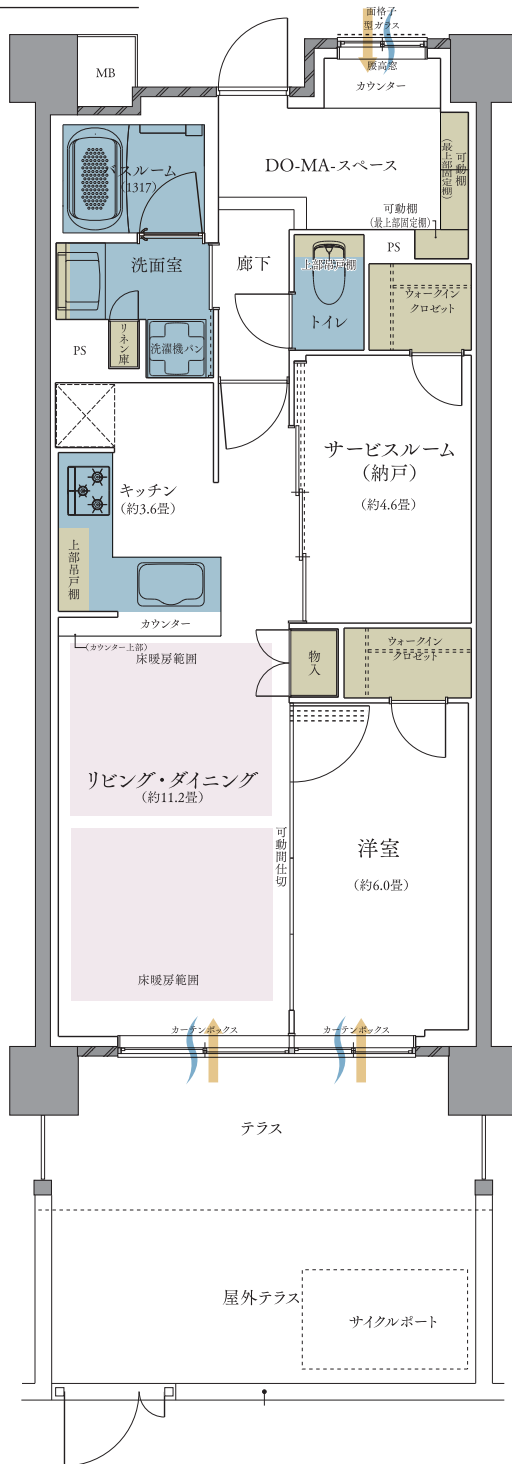 面格子
型ガラス
腰高窓
カウンター
MB
バスルーム
(1317)
DO-MA-スペース
可動棚
(最上部固定棚)
可動棚
(最上部固定棚)
PS
洗面室
廊下
上部吊戸棚
トイレ
ウォークイン
クロゼット
PS
リネン庫
洗濯機パン
サービスルーム
(納戸)
(約4.6畳)
キッチン
(約3.6畳)
上部吊戸棚
カウンター
(カウンター上部)
床暖房範囲
物入
ウォークイン
クロゼット
リビング・ダイニング
(約11.2畳)
可動間仕切
洋室
(約6.0畳)
床暖房範囲
カーテンボックス
カーテンボックス
テラス
屋外テラス
サイクルポート